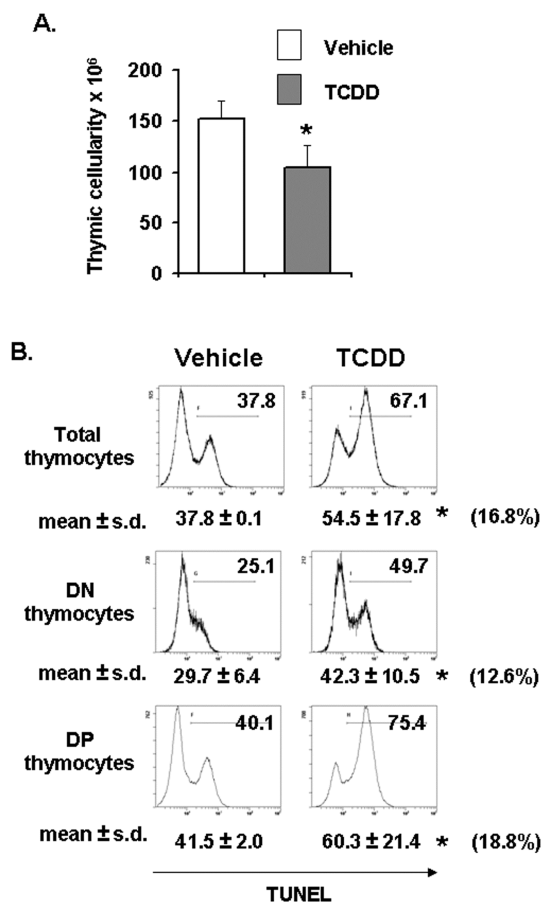 A.
Vehicle
TCDD
Thymic cellularity x 10⁶
200
150
100
50
0
*
B.
Vehicle TCDD
Total thymocytes
37.8 67.1
mean ± s.d. 37.8 ± 0.1 54.5 ± 17.8 * (16.8%)
DN thymocytes
25.1 49.7
mean ± s.d. 29.7 ± 6.4 42.3 ± 10.5 * (12.6%)
DP thymocytes
40.1 75.4
mean ± s.d. 41.5 ± 2.0 60.3 ± 21.4 * (18.8%)
TUNEL